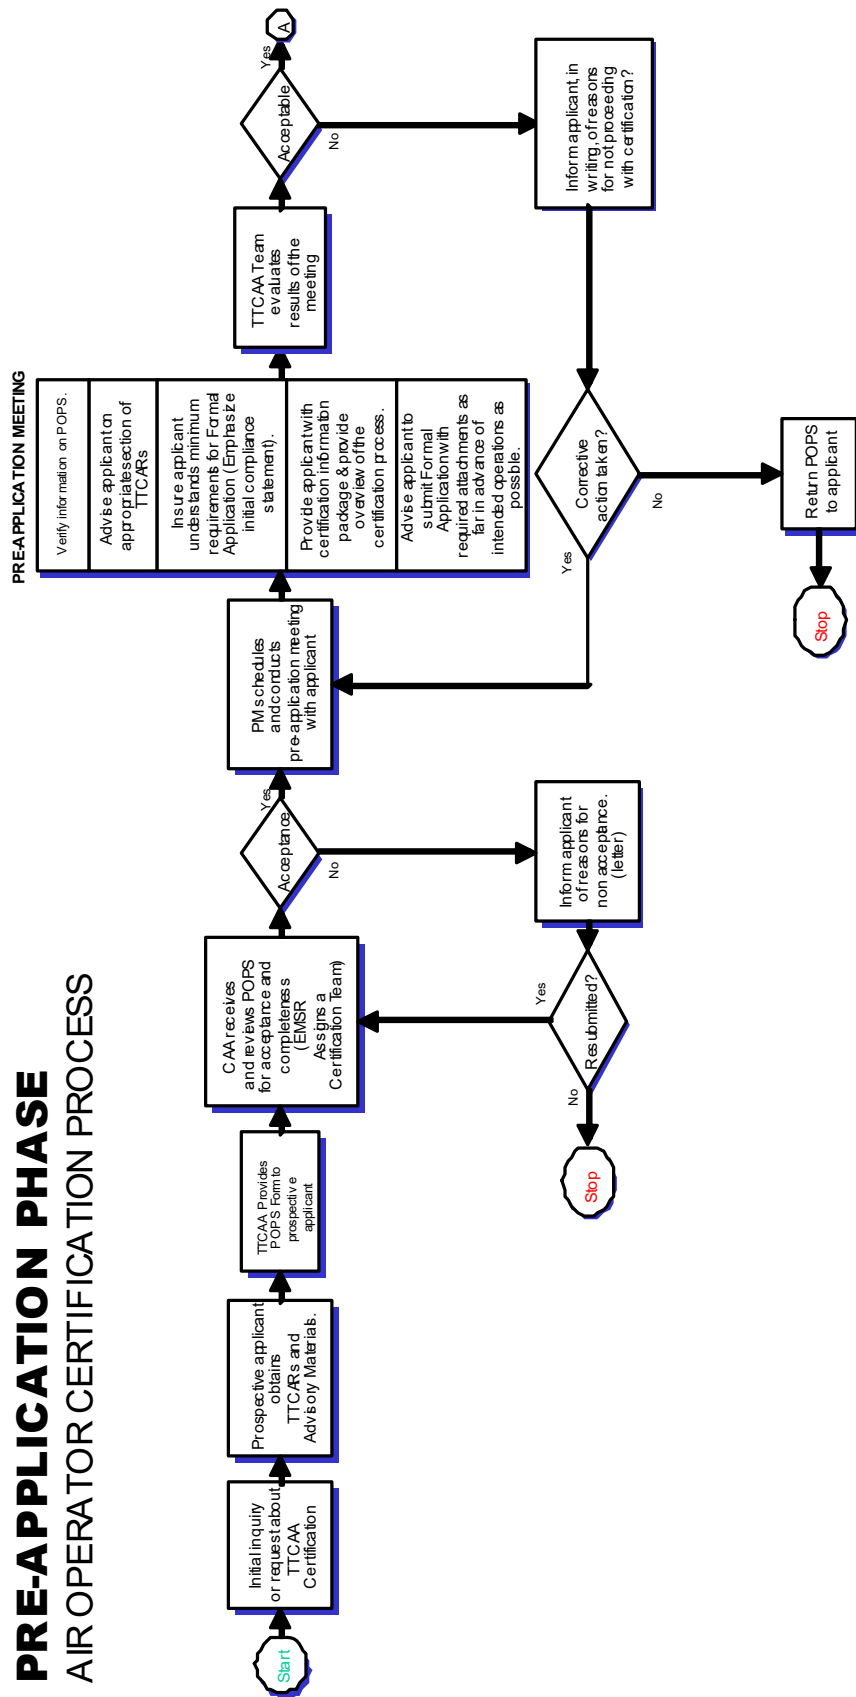 PRE-APPLICATION PHASE
AIR OPERATOR CERTIFICATION PROCESS
Start
Initial inquiry
or request about
TTCAA
Certification
Prospective applicant
obtains
TTCARs and
Advisory Materials.
TTCAA Provides
POPS Form to
prospective
applicant
CAA receives
and reviews POPS
for acceptance and
completeness
(EMSR
Assigns a
Certification Team)
Acceptance
Yes
No
Inform applicant
of reasons for
non acceptance.
(letter)
Resubmitted?
Yes
No
Stop
PM schedules
and conducts
pre-application meeting
with applicant
PRE-APPLICATION MEETING
Verify information on POPS.
Advise applicant on
appropriate section of
TTCARs
Insure applicant
understands minimum
requirements for Formal
Application (Emphasize
initial compliance
statement).
Provide applicant with
certification information
package & provide
overview of the
certification process.
Advise applicant to
submit Formal
Application with
required attachments as
far in advance of
intended operations as
possible.
TTCAA Team
evaluates
results of the
meeting
Acceptable
Yes
A
No
Inform applicant, in
writing, of reasons
for not proceeding
with certification?
Corrective
action taken?
Yes
No
Return POPS
to applicant
Stop